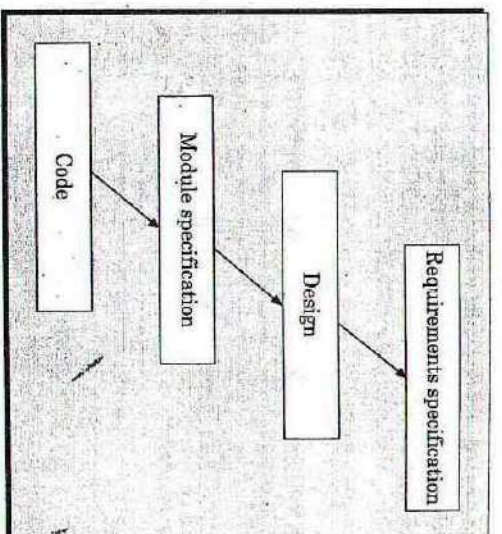 Requirements specification
Design
Module specification
Code